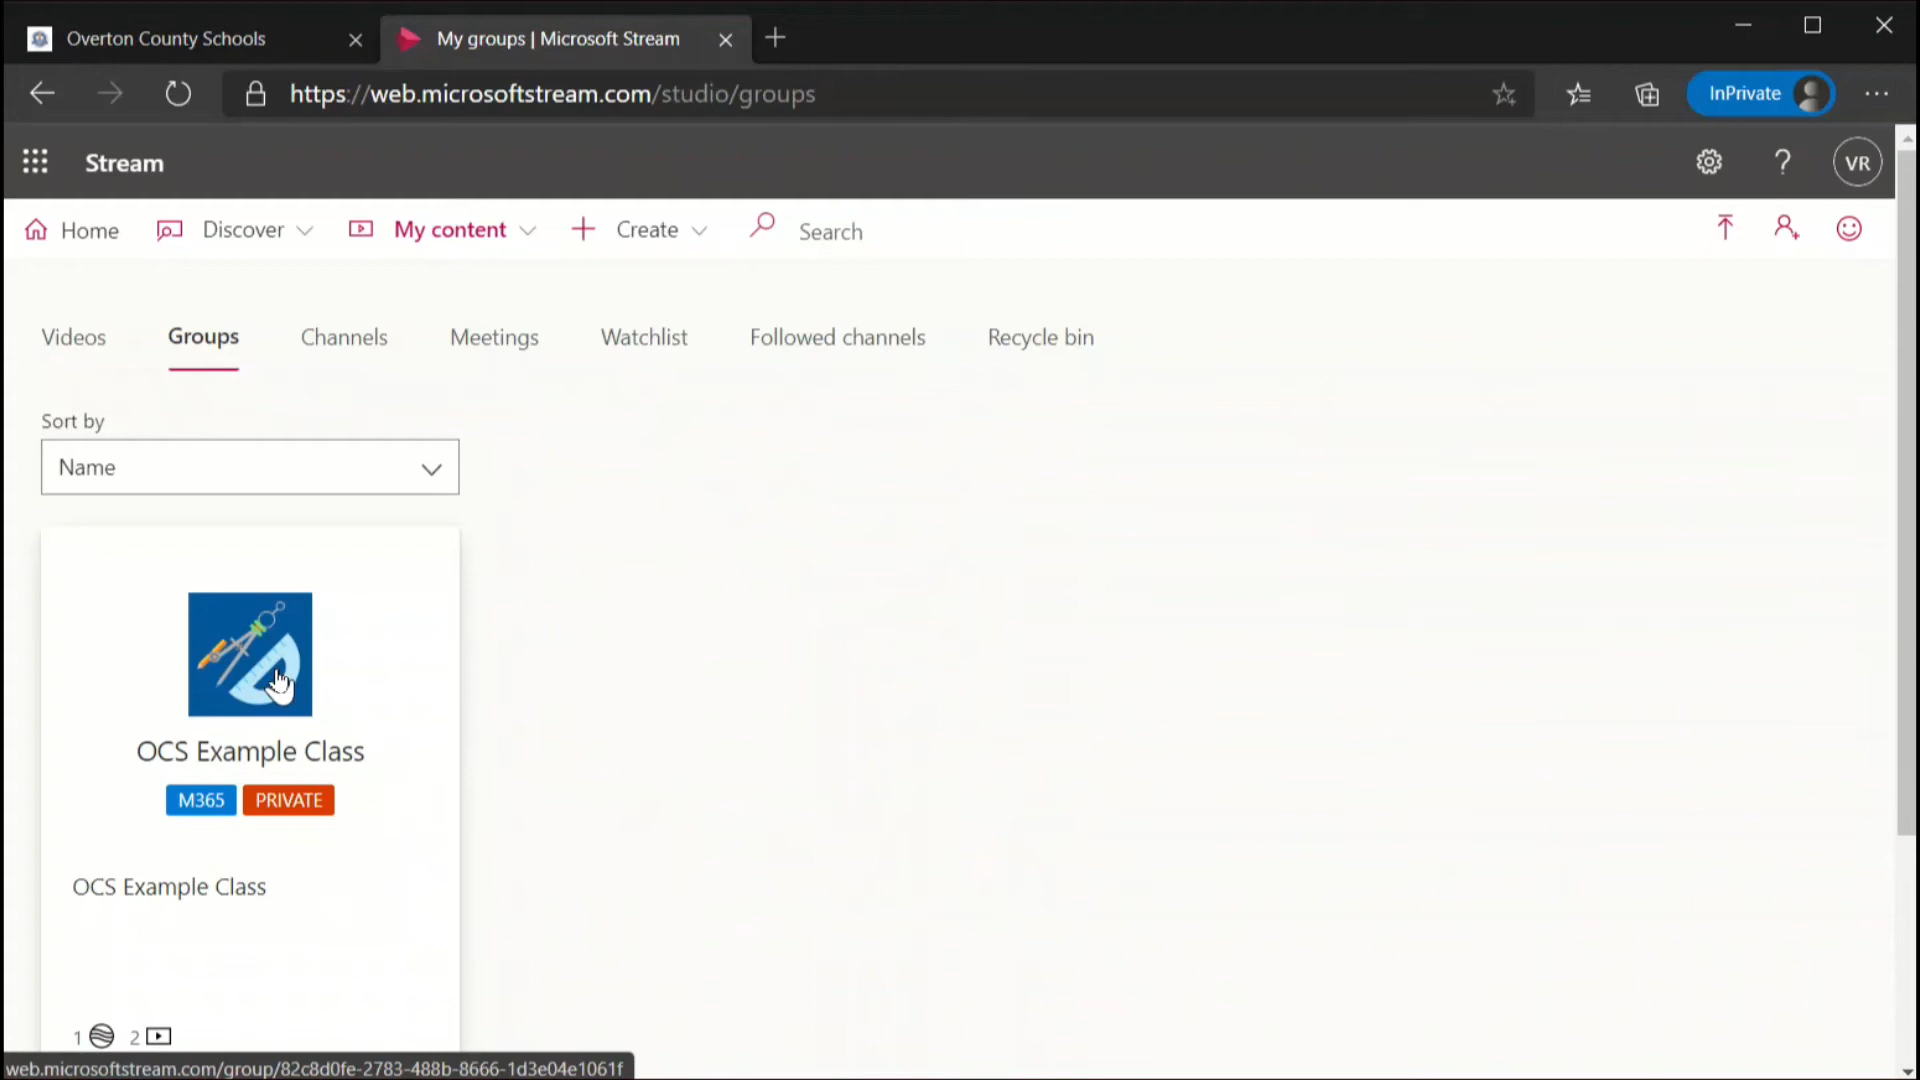 Overton County Schools
My groups | Microsoft Stream
https://web.microsoftstream.com/studio/groups
InPrivate
Stream
VR
Home
Discover
My content
Create
Search
Videos
Groups
Channels
Meetings
Watchlist
Followed channels
Recycle bin
Sort by
Name
OCS Example Class
M365 PRIVATE
OCS Example Class
1 2
web.microsoftstream.com/group/82c8d0fe-2783-488b-8666-1d3e04e1061f